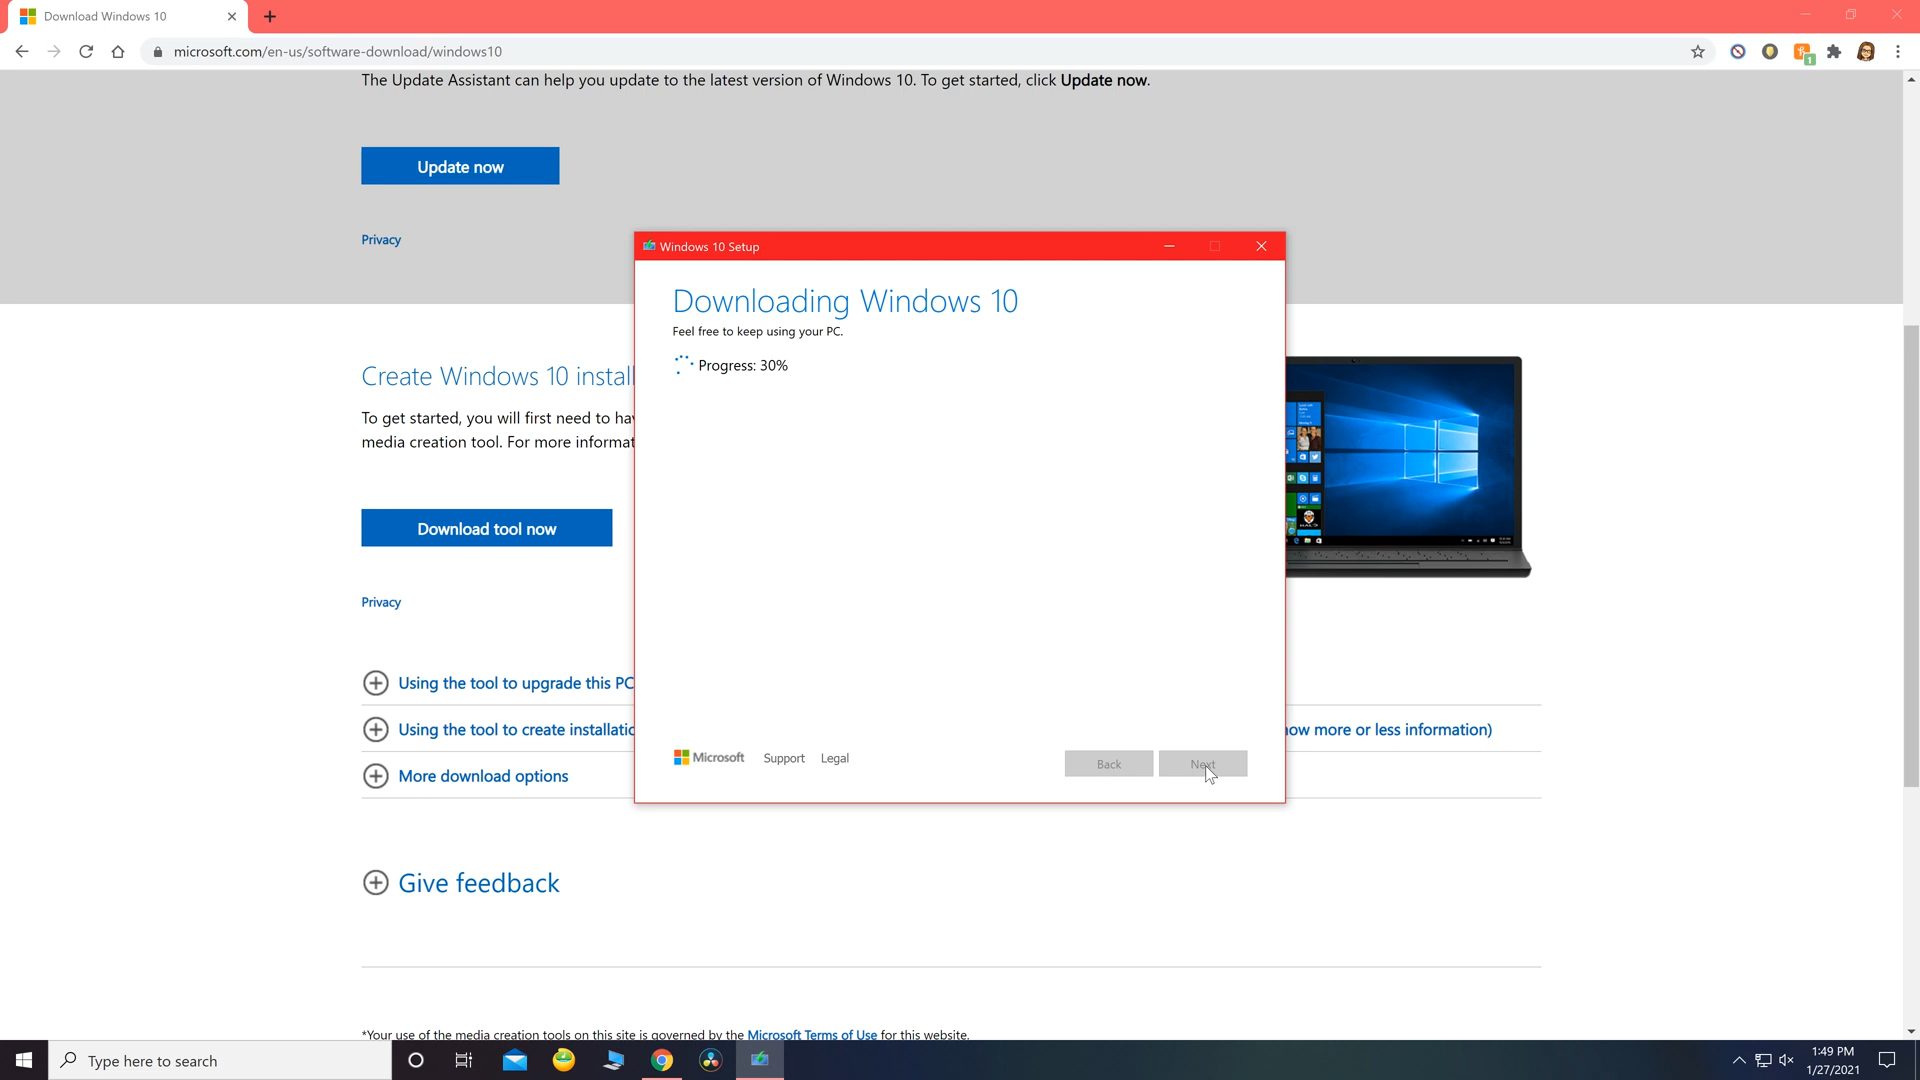 Download Windows 10
microsoft.com/en-us/software-download/windows10
1
The Update Assistant can help you update to the latest version of Windows 10. To get started, click Update now.
Update now
Privacy
Windows 10 Setup
Downloading Windows 10
Feel free to keep using your PC.
Progress: 30%
Microsoft
Support
Legal
Back
Next
Create Windows 10 install
To get started, you will first need to ha
media creation tool. For more informat
Download tool now
Privacy
Using the tool to upgrade this PC
Using the tool to create installatio
ow more or less information)
More download options
Give feedback
*Your use of the media creation tools on this site is governed by the Microsoft Terms of Use for this website.
Type here to search
1:49 PM
1/27/2021